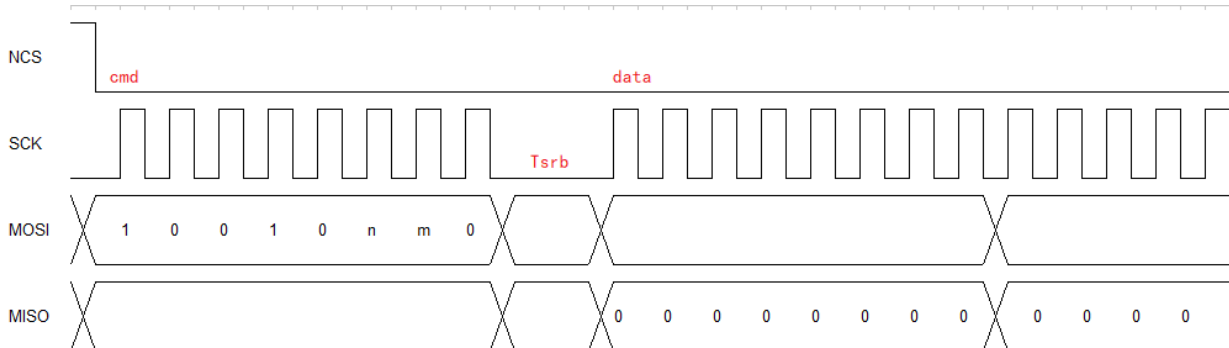 NCS
cmd data
SCK
Tsrb
MOSI 1 0 0 1 0 n m 0
MISO 0 0 0 0 0 0 0 0 0 0 0 0